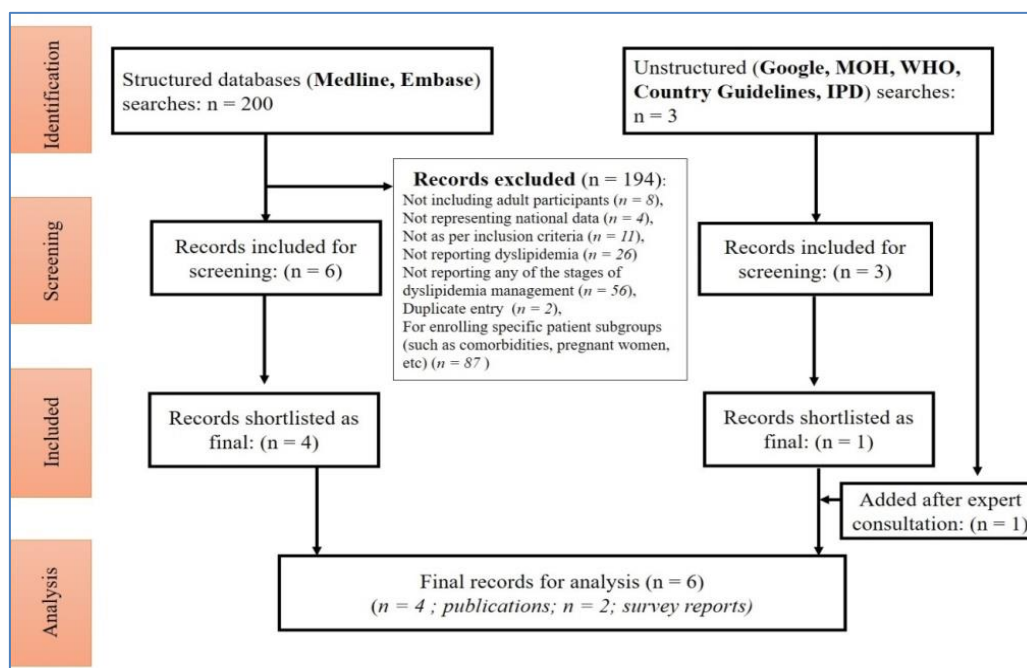 Identification
Structured databases (Medline, Embase)
searches: n = 200
Unstructured (Google, MOH, WHO,
Country Guidelines, IPD) searches:
n = 3
Records excluded (n = 194):
Not including adult participants (n = 8),
Not representing national data (n = 4),
Not as per inclusion criteria (n = 11),
Not reporting dyslipidemia (n = 26)
Not reporting any of the stages of
dyslipidemia management (n = 56),
Duplicate entry (n = 2),
For enrolling specific patient subgroups
(such as comorbidities, pregnant women,
etc) (n = 87 )
Screening
Records included for
screening: (n = 6)
Records included for
screening: (n = 3)
Included
Records shortlisted as
final: (n = 4)
Records shortlisted as
final: (n = 1)
Added after expert
consultation: (n = 1)
Analysis
Final records for analysis (n = 6)
(n = 4 ; publications; n = 2; survey reports)